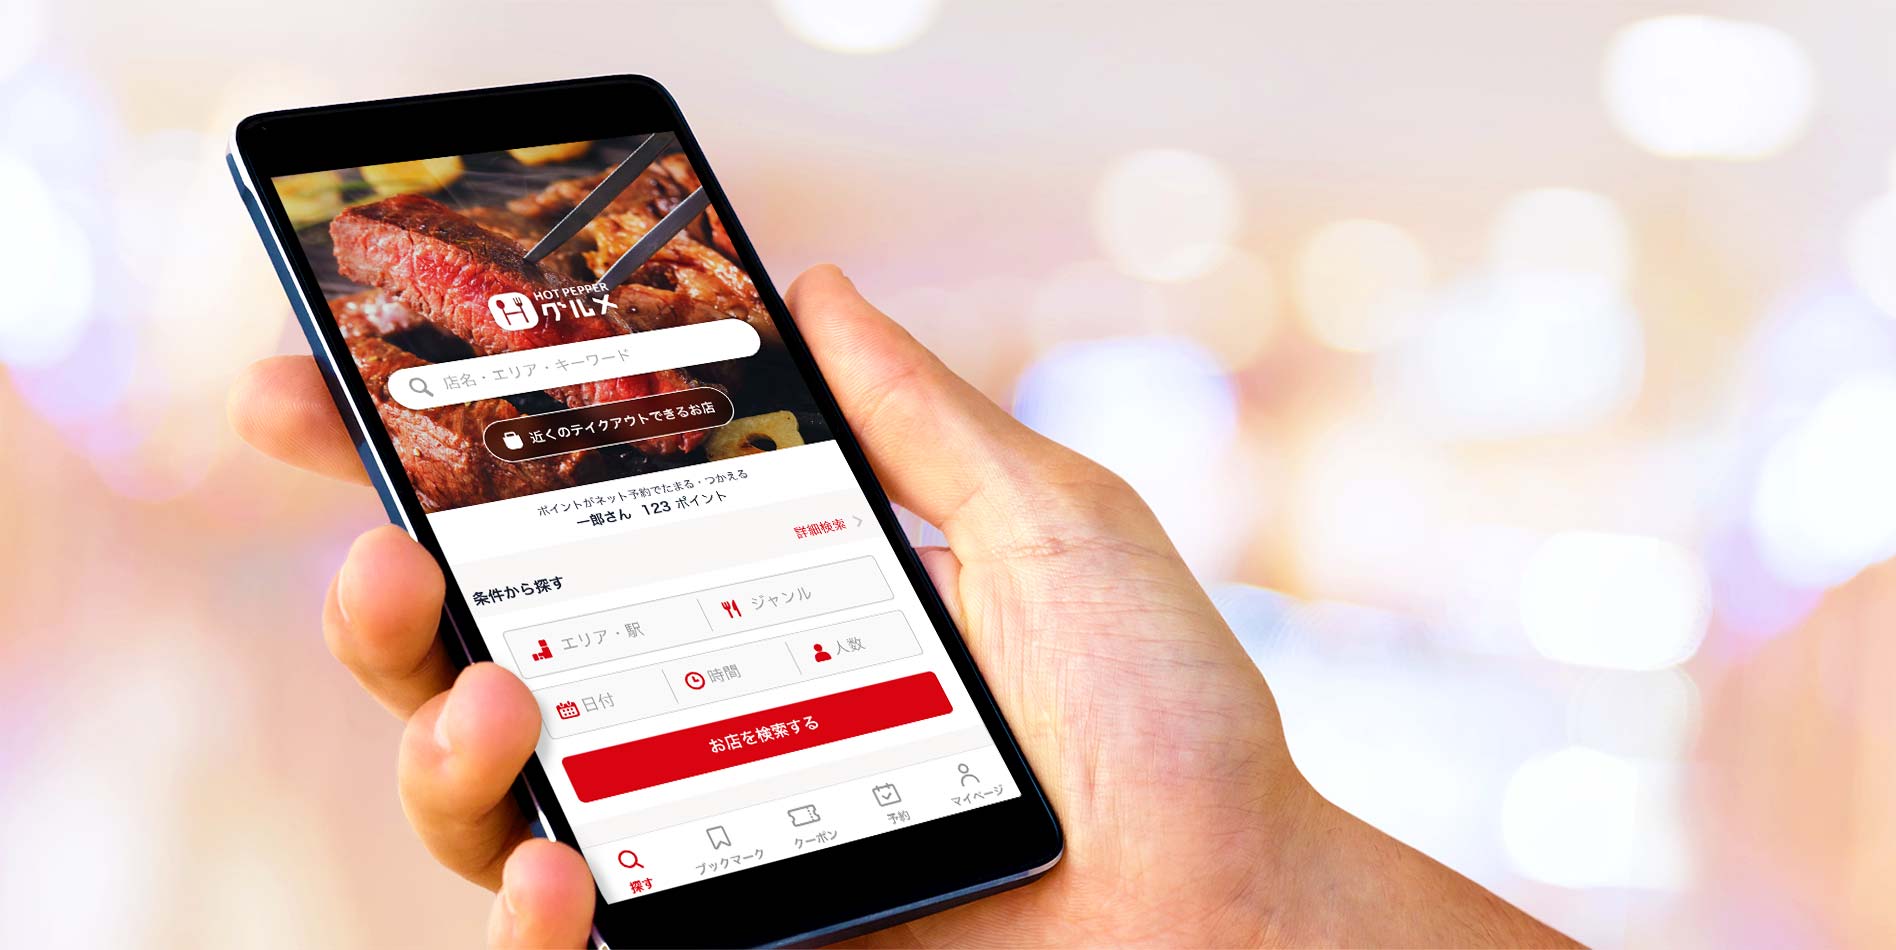 HOT PEPPER
グルメ
店名・エリア・キーワード
近くのテイクアウトできるお店
ポイントがネット予約でたまる・つかえる
一郎さん 123 ポイント
詳細検索
条件から探す
エリア・駅 ジャンル
日付 時間 人数
お店を検索する
探す ブックマーク クーポン 予約 マイページ